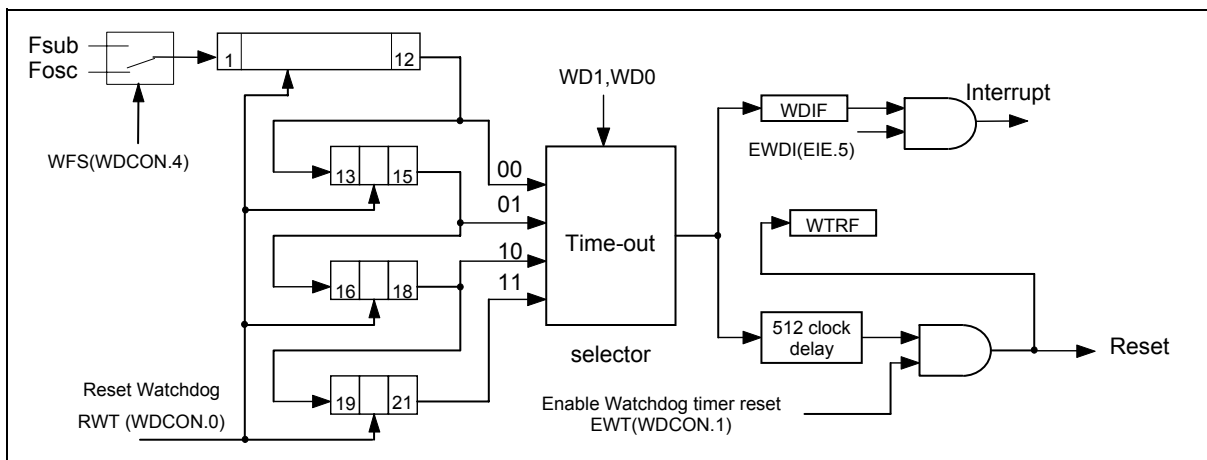 Fsub
Fosc
WFS(WDCON.4)
1
12
13
15
16
18
19
21
Reset Watchdog
RWT (WDCON.0)
WD1,WD0
00
01
10
11
Time-out
selector
WDIF
EWDI(EIE.5)
Interrupt
WTRF
512 clock
delay
Reset
Enable Watchdog timer reset
EWT(WDCON.1)